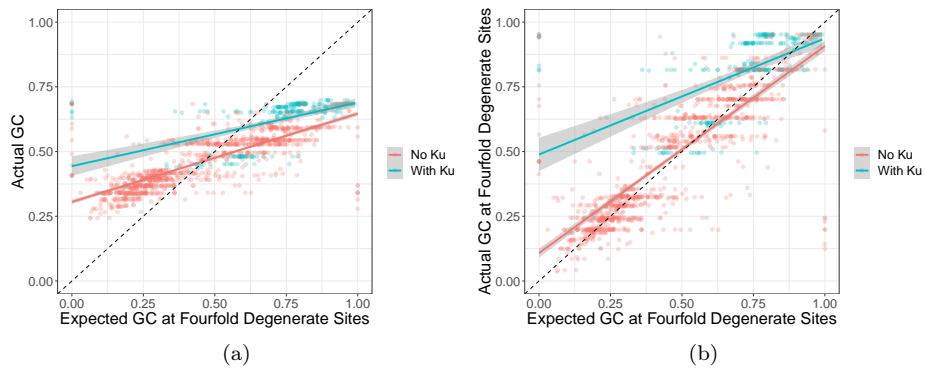 1.00
0.75
0.50
0.25
0.00
Actual GC
0.00 0.25 0.50 0.75 1.00
Expected GC at Fourfold Degenerate Sites
No Ku
With Ku
(a)
1.00
0.75
0.50
0.25
0.00
Actual GC at Fourfold Degenerate Sites
0.00 0.25 0.50 0.75 1.00
Expected GC at Fourfold Degenerate Sites
No Ku
With Ku
(b)